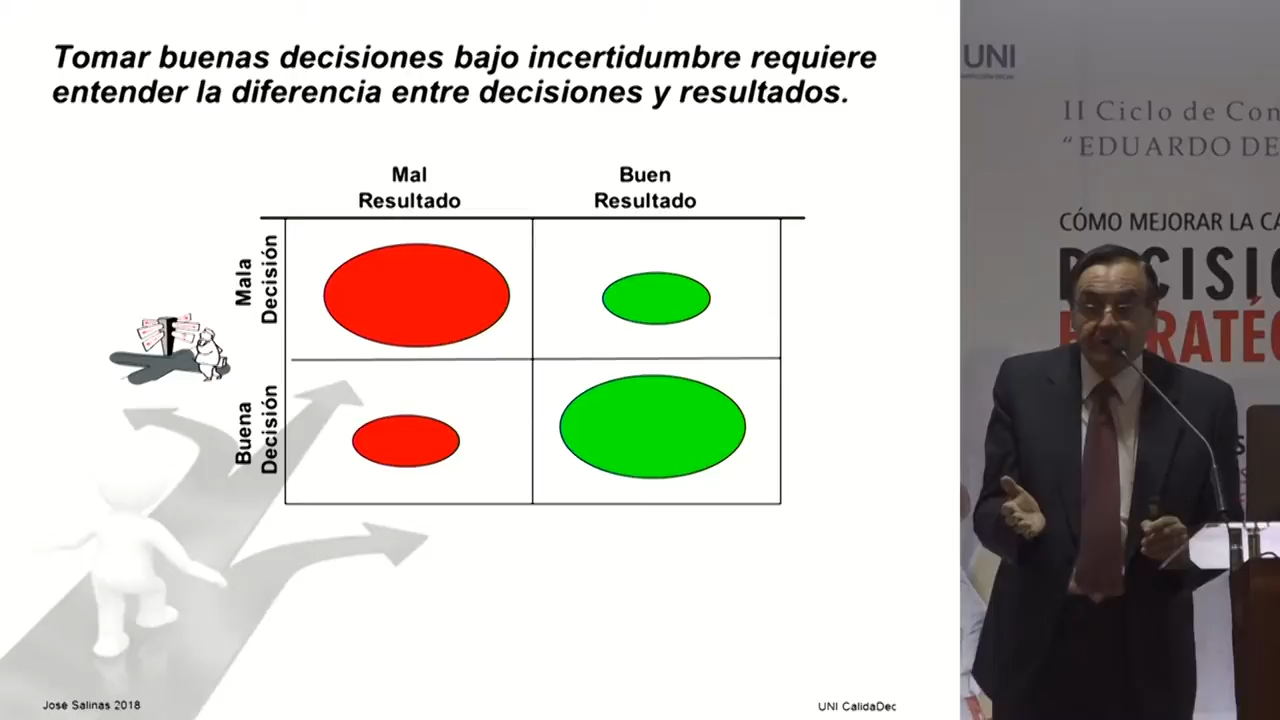 Tomar buenas decisiones bajo incertidumbre requiere
entender la diferencia entre decisiones y resultados.
Mal
Resultado
Buen
Resultado
Mala
Decisión
Buena
Decisión
José Salinas 2018
UNI CalidaDec
UNI
II Ciclo de Con
“EDUARDO DE
CÓMO MEJORAR LA CA